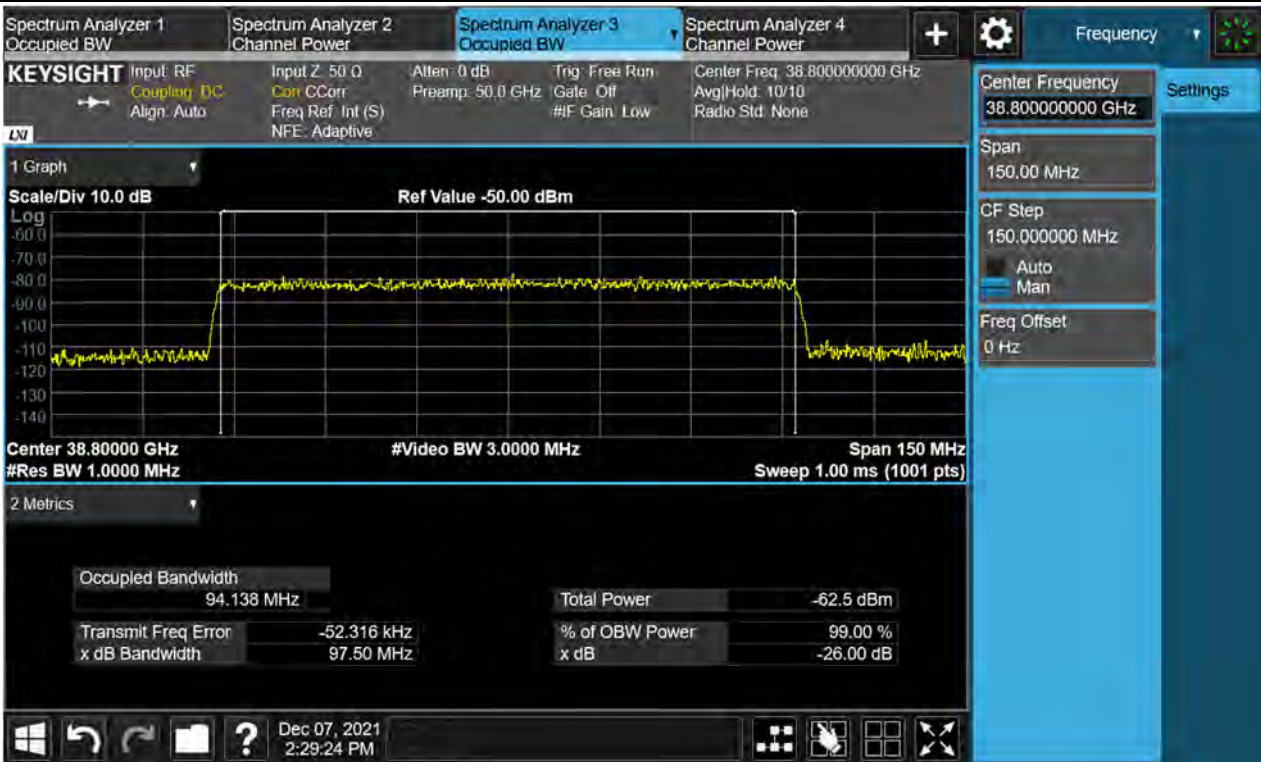 Spectrum Analyzer 1
Occupied BW
Spectrum Analyzer 2
Channel Power
Spectrum Analyzer 3
Occupied BW
Spectrum Analyzer 4
Channel Power
+
Frequency
KEYSIGHT
LXI
Input: RF
Coupling: DC
Align: Auto
Input Z: 50 Ω
Corr CCorr
Freq Ref: Int (S)
NFE: Adaptive
Atten: 0 dB
Preamp: 50.0 GHz
Trig: Free Run
Gate: Off
#IF Gain: Low
Center Freq: 38.800000000 GHz
Avg|Hold: 10/10
Radio Std: None
Center Frequency
38.800000000 GHz
Settings
Span
150.00 MHz
CF Step
150.000000 MHz
Auto
Man
Freq Offset
0 Hz
1 Graph
Scale/Div 10.0 dB
Ref Value -50.00 dBm
Log
-60.0
-70.0
-80.0
-90.0
-100
-110
-120
-130
-140
Center 38.80000 GHz
#Video BW 3.0000 MHz
Span 150 MHz
#Res BW 1.0000 MHz
Sweep 1.00 ms (1001 pts)
2 Metrics
Occupied Bandwidth
94.138 MHz
Total Power -62.5 dBm
Transmit Freq Error -52.316 kHz
% of OBW Power 99.00 %
x dB Bandwidth 97.50 MHz
x dB -26.00 dB
?
Dec 07, 2021
2:29:24 PM